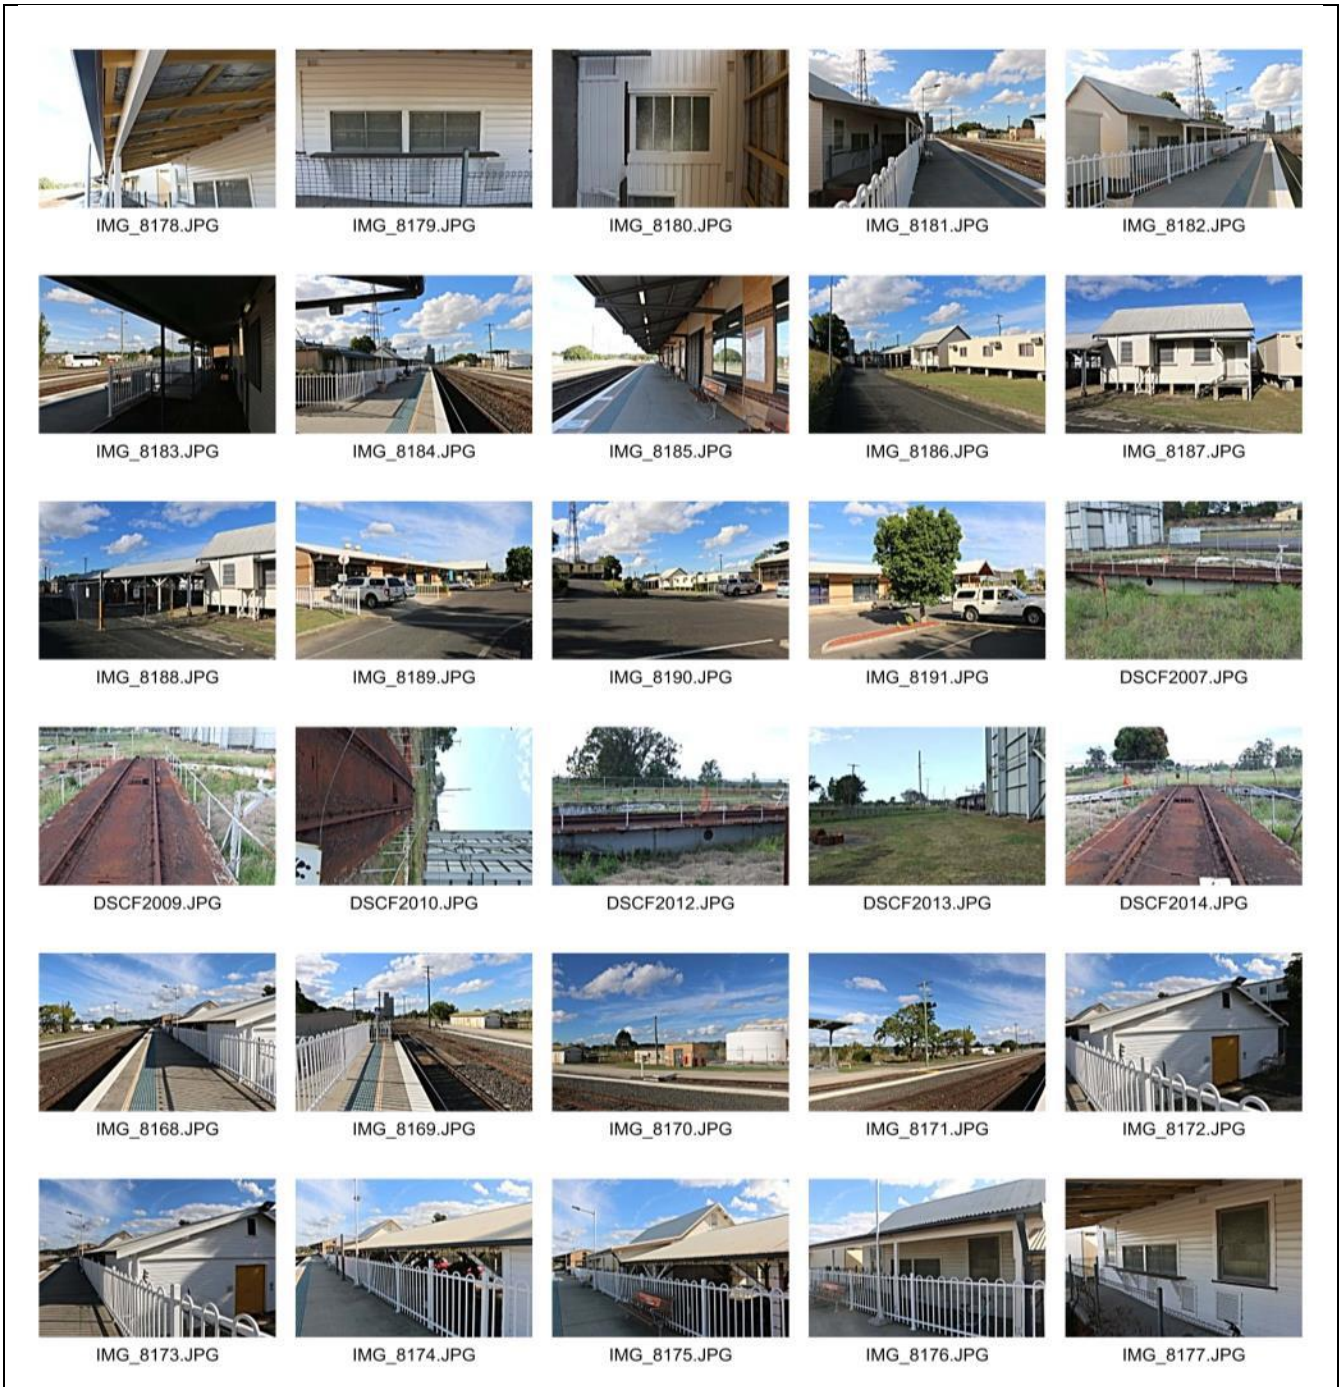 IMG_8178.JPG IMG_8179.JPG IMG_8180.JPG IMG_8181.JPG IMG_8182.JPG
IMG_8183.JPG IMG_8184.JPG IMG_8185.JPG IMG_8186.JPG IMG_8187.JPG
IMG_8188.JPG IMG_8189.JPG IMG_8190.JPG IMG_8191.JPG DSCF2007.JPG
DSCF2009.JPG DSCF2010.JPG DSCF2012.JPG DSCF2013.JPG DSCF2014.JPG
IMG_8168.JPG IMG_8169.JPG IMG_8170.JPG IMG_8171.JPG IMG_8172.JPG
IMG_8173.JPG IMG_8174.JPG IMG_8175.JPG IMG_8176.JPG IMG_8177.JPG